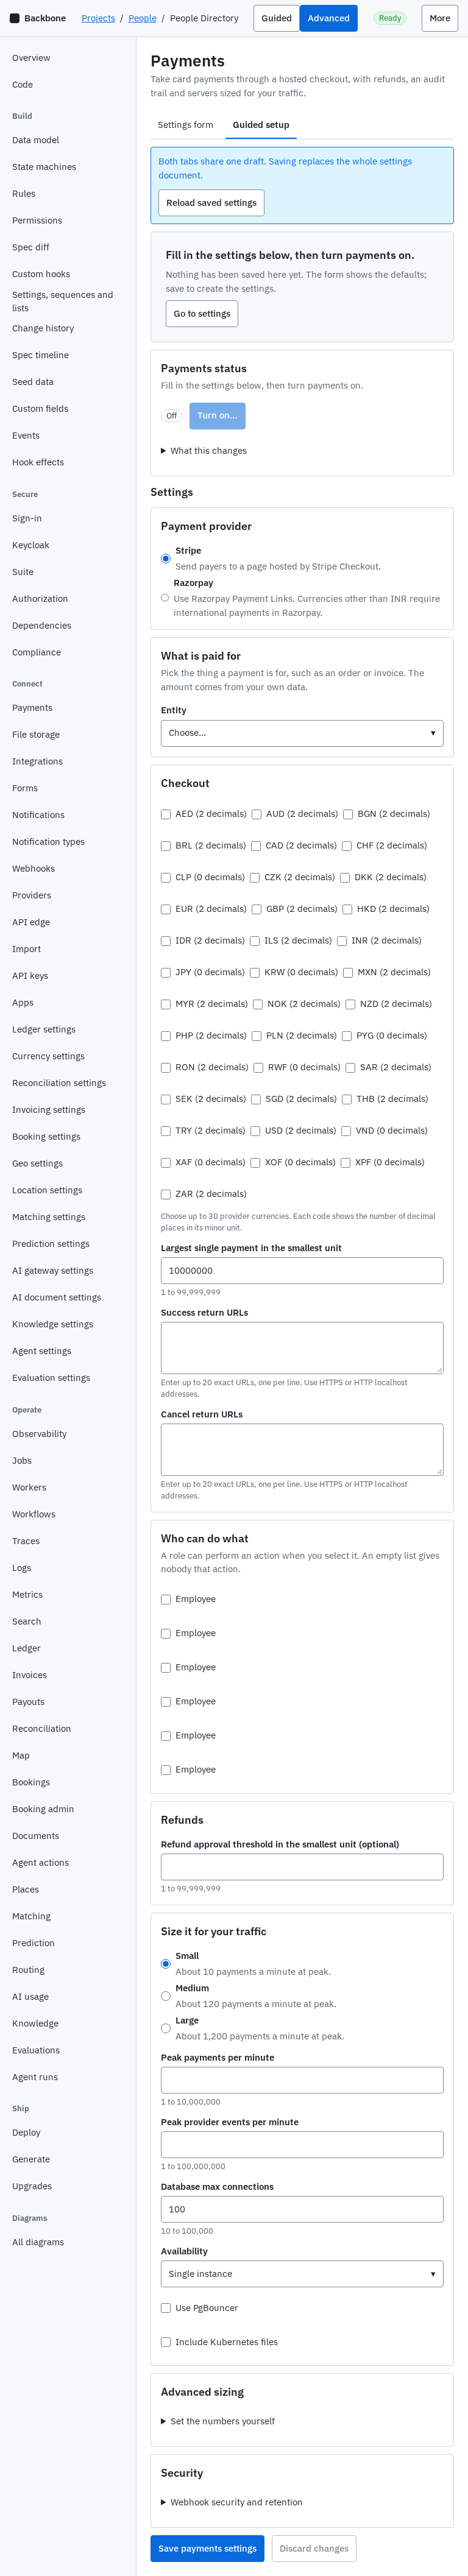 Backbone
Projects / People / People Directory
Guided
Advanced
Ready
More
Overview
Code
Build
Data model
State machines
Rules
Permissions
Spec diff
Custom hooks
Settings, sequences and
lists
Change history
Spec timeline
Seed data
Custom fields
Events
Hook effects
Secure
Sign-in
Keycloak
Suite
Authorization
Dependencies
Compliance
Connect
Payments
File storage
Integrations
Forms
Notifications
Notification types
Webhooks
Providers
API edge
Import
API keys
Apps
Ledger settings
Currency settings
Reconciliation settings
Invoicing settings
Booking settings
Geo settings
Location settings
Matching settings
Prediction settings
AI gateway settings
AI document settings
Knowledge settings
Agent settings
Evaluation settings
Operate
Observability
Jobs
Workers
Workflows
Traces
Logs
Metrics
Search
Ledger
Invoices
Payouts
Reconciliation
Map
Bookings
Booking admin
Documents
Agent actions
Places
Matching
Prediction
Routing
AI usage
Knowledge
Evaluations
Agent runs
Ship
Deploy
Generate
Upgrades
Diagrams
All diagrams
Payments
Take card payments through a hosted checkout, with refunds, an audit
trail and servers sized for your traffic.
Settings form
Guided setup
Both tabs share one draft. Saving replaces the whole settings
document.
Reload saved settings
Fill in the settings below, then turn payments on.
Nothing has been saved here yet. The form shows the defaults;
save to create the settings.
Go to settings
Payments status
Fill in the settings below, then turn payments on.
Off
Turn on...
What this changes
Settings
Payment provider
Stripe
Send payers to a page hosted by Stripe Checkout.
Razorpay
Use Razorpay Payment Links. Currencies other than INR require
international payments in Razorpay.
What is paid for
Pick the thing a payment is for, such as an order or invoice. The
amount comes from your own data.
Entity
Choose...
Checkout
AED (2 decimals) AUD (2 decimals) BGN (2 decimals)
BRL (2 decimals) CAD (2 decimals) CHF (2 decimals)
CLP (0 decimals) CZK (2 decimals) DKK (2 decimals)
EUR (2 decimals) GBP (2 decimals) HKD (2 decimals)
IDR (2 decimals) ILS (2 decimals) INR (2 decimals)
JPY (0 decimals) KRW (0 decimals) MXN (2 decimals)
MYR (2 decimals) NOK (2 decimals) NZD (2 decimals)
PHP (2 decimals) PLN (2 decimals) PYG (0 decimals)
RON (2 decimals) RWF (0 decimals) SAR (2 decimals)
SEK (2 decimals) SGD (2 decimals) THB (2 decimals)
TRY (2 decimals) USD (2 decimals) VND (0 decimals)
XAF (0 decimals) XOF (0 decimals) XPF (0 decimals)
ZAR (2 decimals)
Choose up to 30 provider currencies. Each code shows the number of decimal
places in its minor unit.
Largest single payment in the smallest unit
10000000
1 to 99,999,999
Success return URLs
Enter up to 20 exact URLs, one per line. Use HTTPS or HTTP localhost
addresses.
Cancel return URLs
Enter up to 20 exact URLs, one per line. Use HTTPS or HTTP localhost
addresses.
Who can do what
A role can perform an action when you select it. An empty list gives
nobody that action.
Employee
Employee
Employee
Employee
Employee
Employee
Refunds
Refund approval threshold in the smallest unit (optional)
1 to 99,999,999
Size it for your traffic
Small
About 10 payments a minute at peak.
Medium
About 120 payments a minute at peak.
Large
About 1,200 payments a minute at peak.
Peak payments per minute
1 to 10,000,000
Peak provider events per minute
1 to 100,000,000
Database max connections
100
10 to 100,000
Availability
Single instance
Use PgBouncer
Include Kubernetes files
Advanced sizing
Set the numbers yourself
Security
Webhook security and retention
Save payments settings
Discard changes